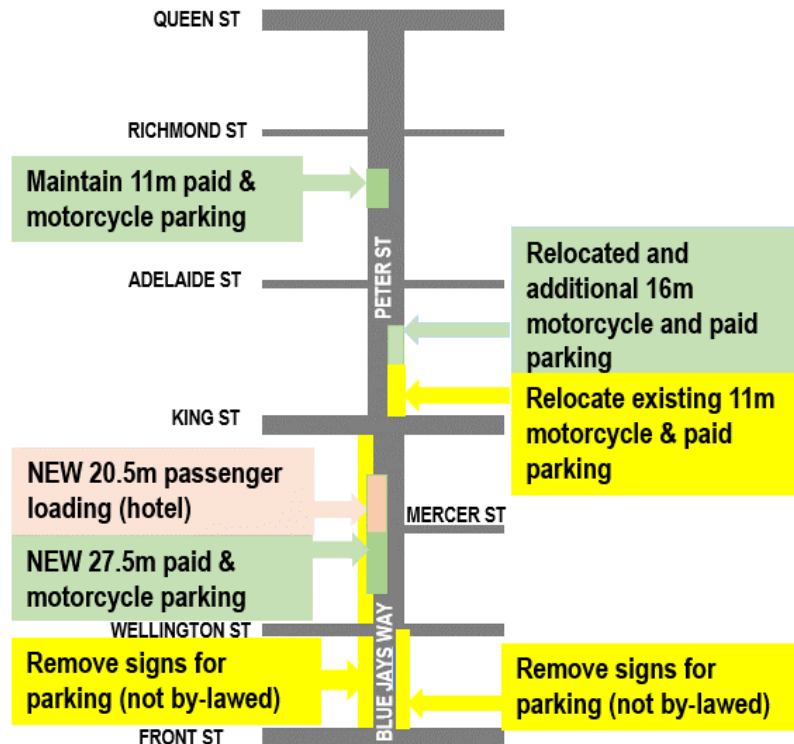 QUEEN ST
RICHMOND ST
Maintain 11m paid &
motorcycle parking
PETER ST
ADELAIDE ST
Relocated and
additional 16m
motorcycle and paid
parking
Relocate existing 11m
motorcycle & paid
parking
KING ST
NEW 20.5m passenger
loading (hotel)
MERCER ST
NEW 27.5m paid &
motorcycle parking
WELLINGTON ST
BLUE JAYS WAY
Remove signs for
parking (not by-lawed)
Remove signs for
parking (not by-lawed)
FRONT ST